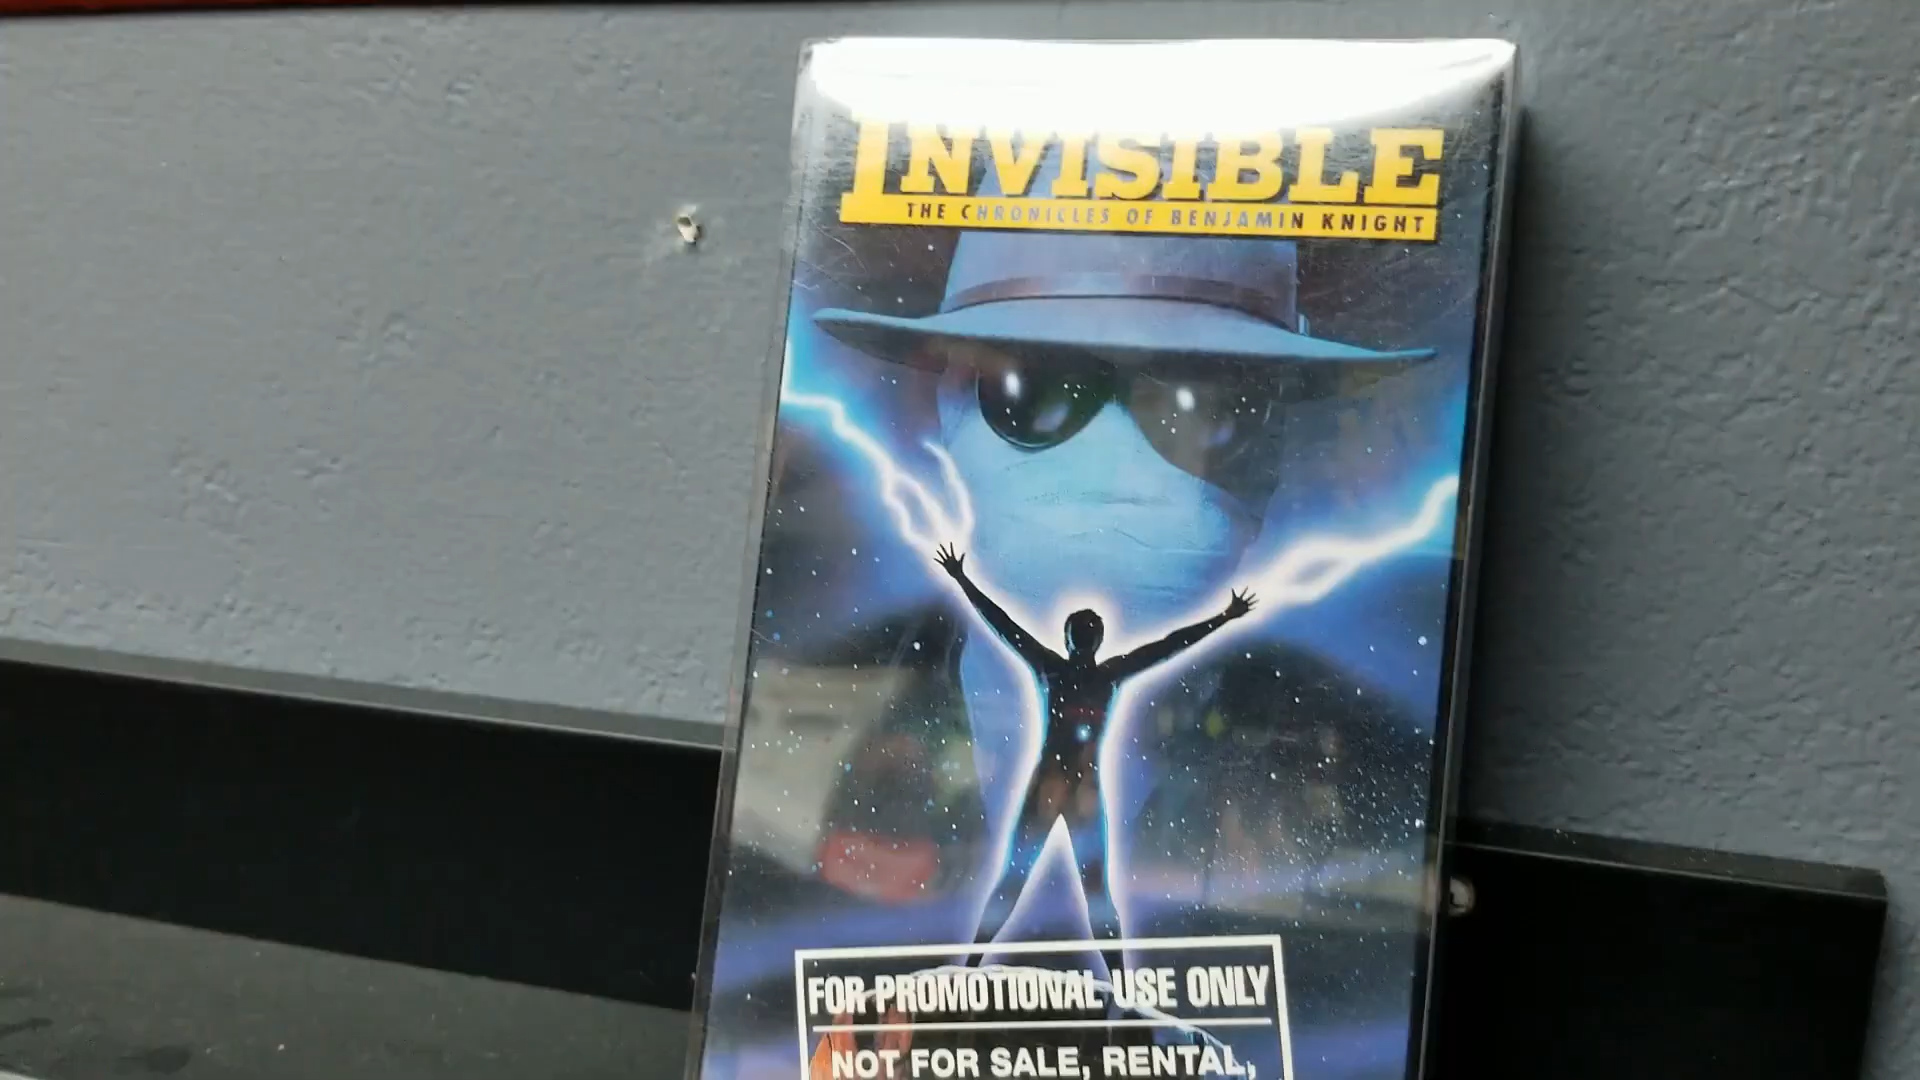 INVISIBLE
THE CHRONICLES OF BENJAMIN KNIGHT
FOR PROMOTIONAL USE ONLY
NOT FOR SALE, RENTAL,